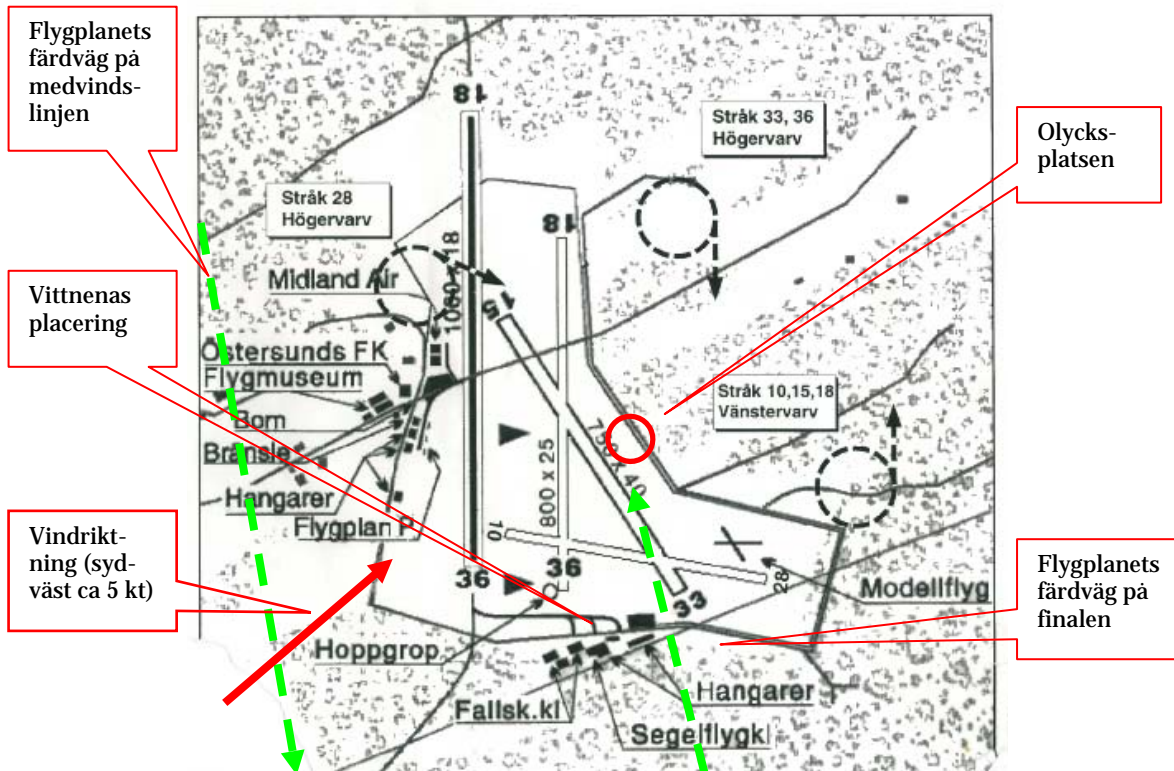 Flygplanets
färdväg på
medvinds-
linjen
18
Stråk 33, 36
Högervarv
Olycks-
platsen
Stråk 28
Högervarv
18
Midland Air
1060 x 18
15
Vittnenas
placering
Östersunds FK
Flygmuseum
Born
Bränsle
Hangarer
Flygplan P
Stråk 10,15,18
Vänstervarv
750 x 40
800 x 25
10
28
Vindrikt-
ning (syd-
väst ca 5 kt)
36
36
33
Modellflyg
Flygplanets
färdväg på
finalen
Hoppgrop
Hangarer
Fallsk.kl
Segelflygkl